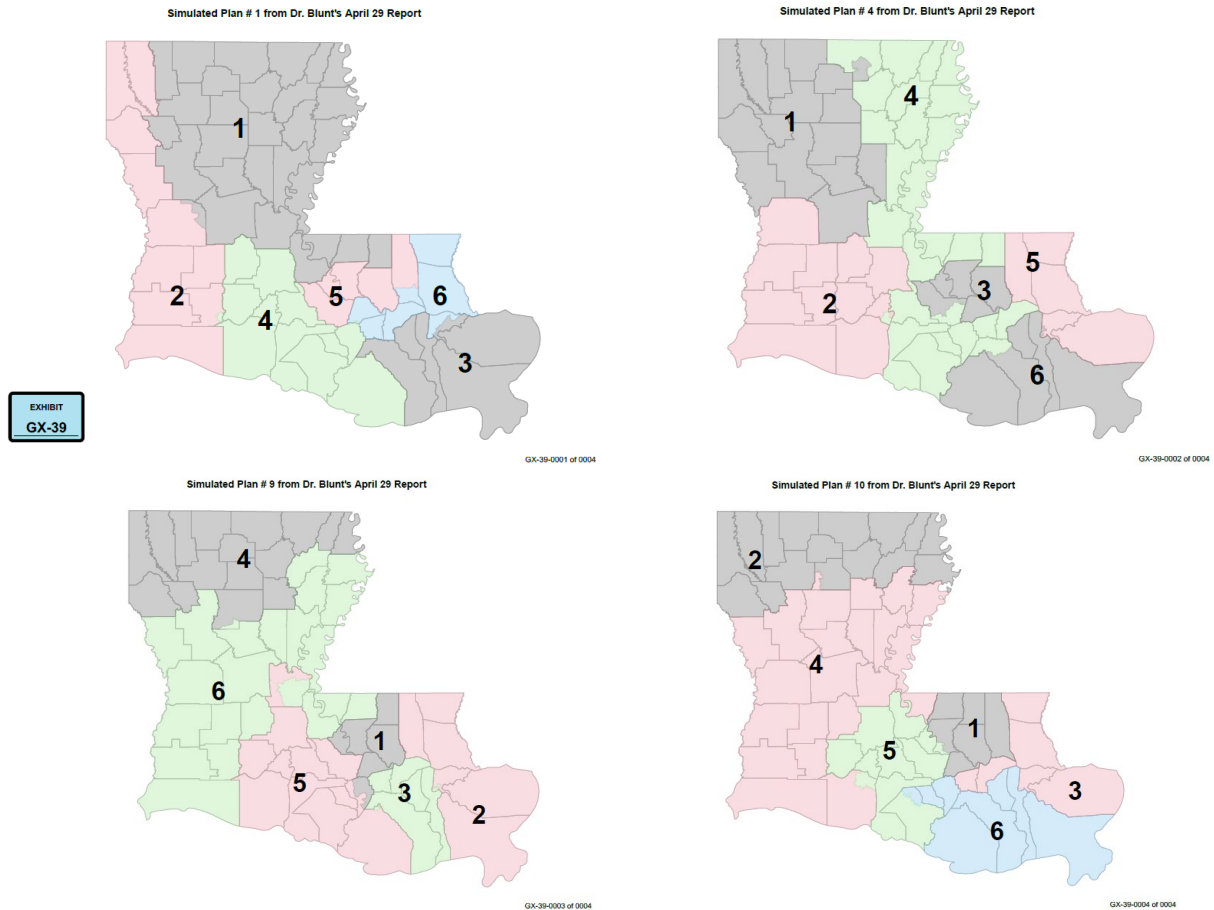 Simulated Plan # 1 from Dr. Blunt's April 29 Report
1
2
5
6
4
3
EXHIBIT
GX-39
GX-39-0001 of 0004
Simulated Plan # 4 from Dr. Blunt's April 29 Report
4
1
5
3
2
6
GX-39-0002 of 0004
Simulated Plan # 9 from Dr. Blunt's April 29 Report
4
6
1
5
3
2
GX-39-0003 of 0004
Simulated Plan # 10 from Dr. Blunt's April 29 Report
2
4
1
5
3
6
GX-39-0004 of 0004